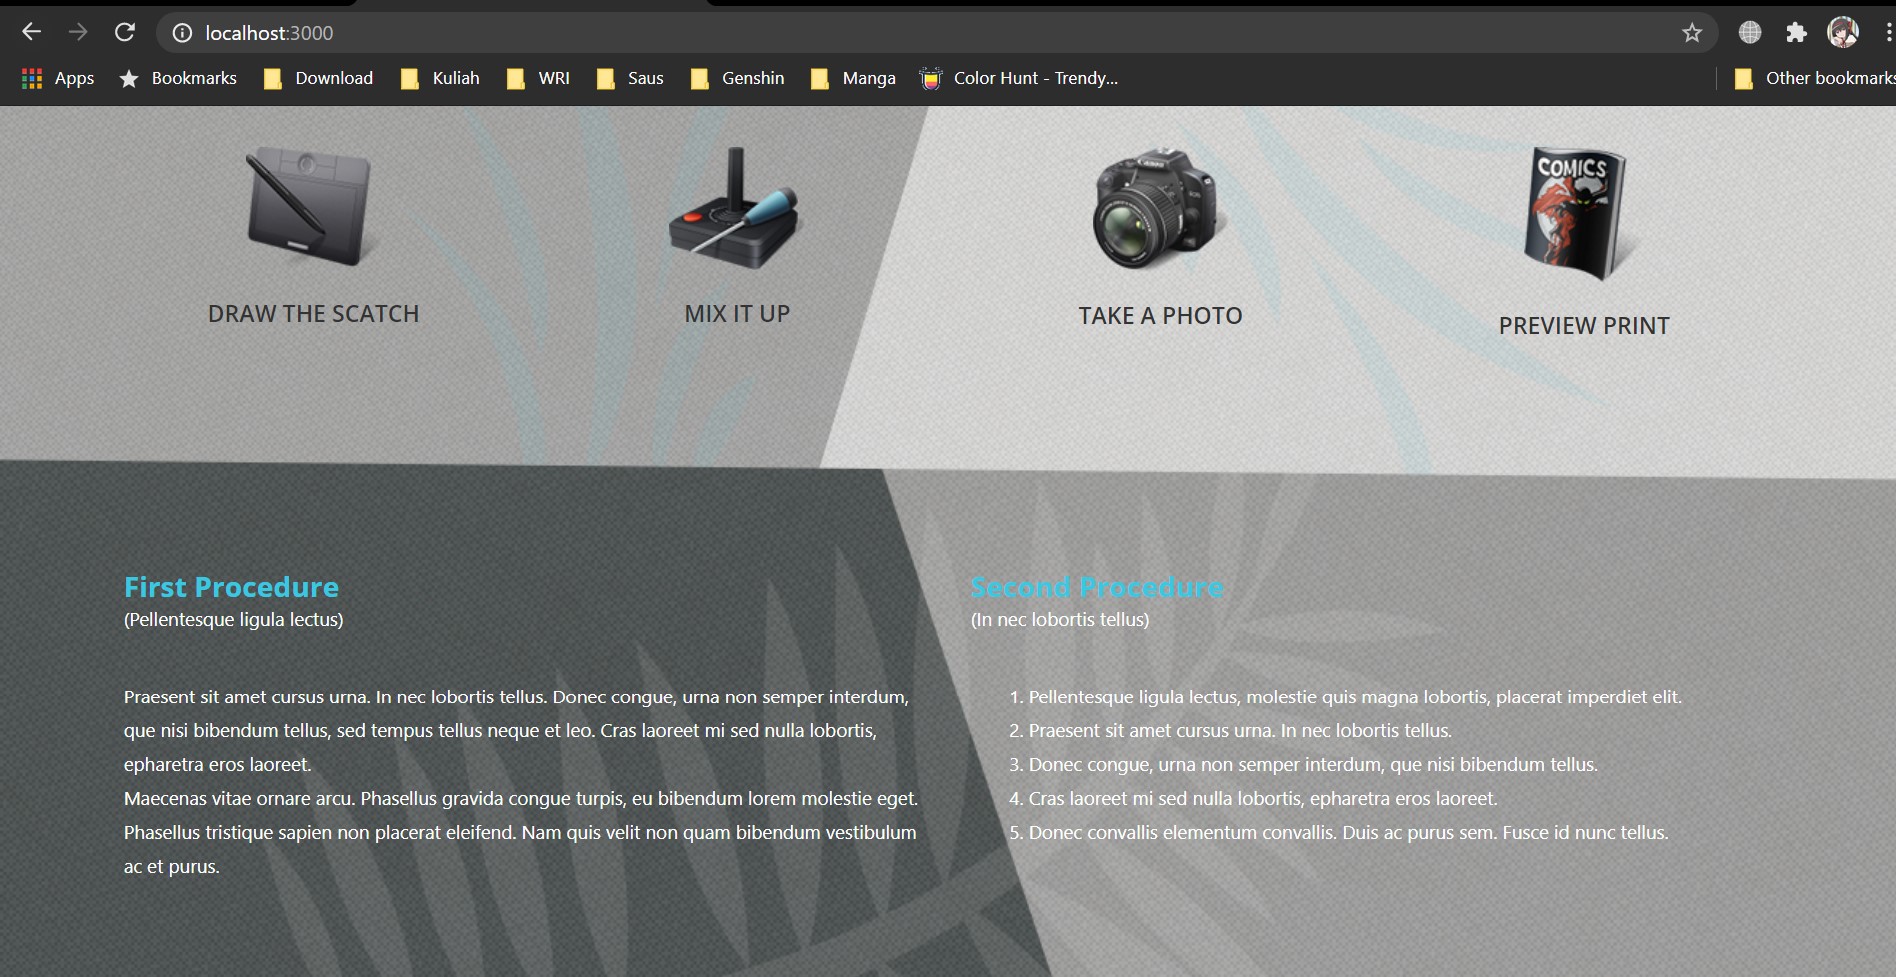 localhost:3000
Apps Bookmarks Download Kuliah WRI Saus Genshin Manga Color Hunt - Trendy... Other bookmarks
COMICS
DRAW THE SCATCH
MIX IT UP
TAKE A PHOTO
PREVIEW PRINT
First Procedure
(Pellentesque ligula lectus)
Praesent sit amet cursus urna. In nec lobortis tellus. Donec congue, urna non semper interdum,
que nisi bibendum tellus, sed tempus tellus neque et leo. Cras laoreet mi sed nulla lobortis,
epharetra eros laoreet.
Maecenas vitae ornare arcu. Phasellus gravida congue turpis, eu bibendum lorem molestie eget.
Phasellus tristique sapien non placerat eleifend. Nam quis velit non quam bibendum vestibulum
ac et purus.
Second Procedure
(In nec lobortis tellus)
1. Pellentesque ligula lectus, molestie quis magna lobortis, placerat imperdiet elit.
2. Praesent sit amet cursus urna. In nec lobortis tellus.
3. Donec congue, urna non semper interdum, que nisi bibendum tellus.
4. Cras laoreet mi sed nulla lobortis, epharetra eros laoreet.
5. Donec convallis elementum convallis. Duis ac purus sem. Fusce id nunc tellus.